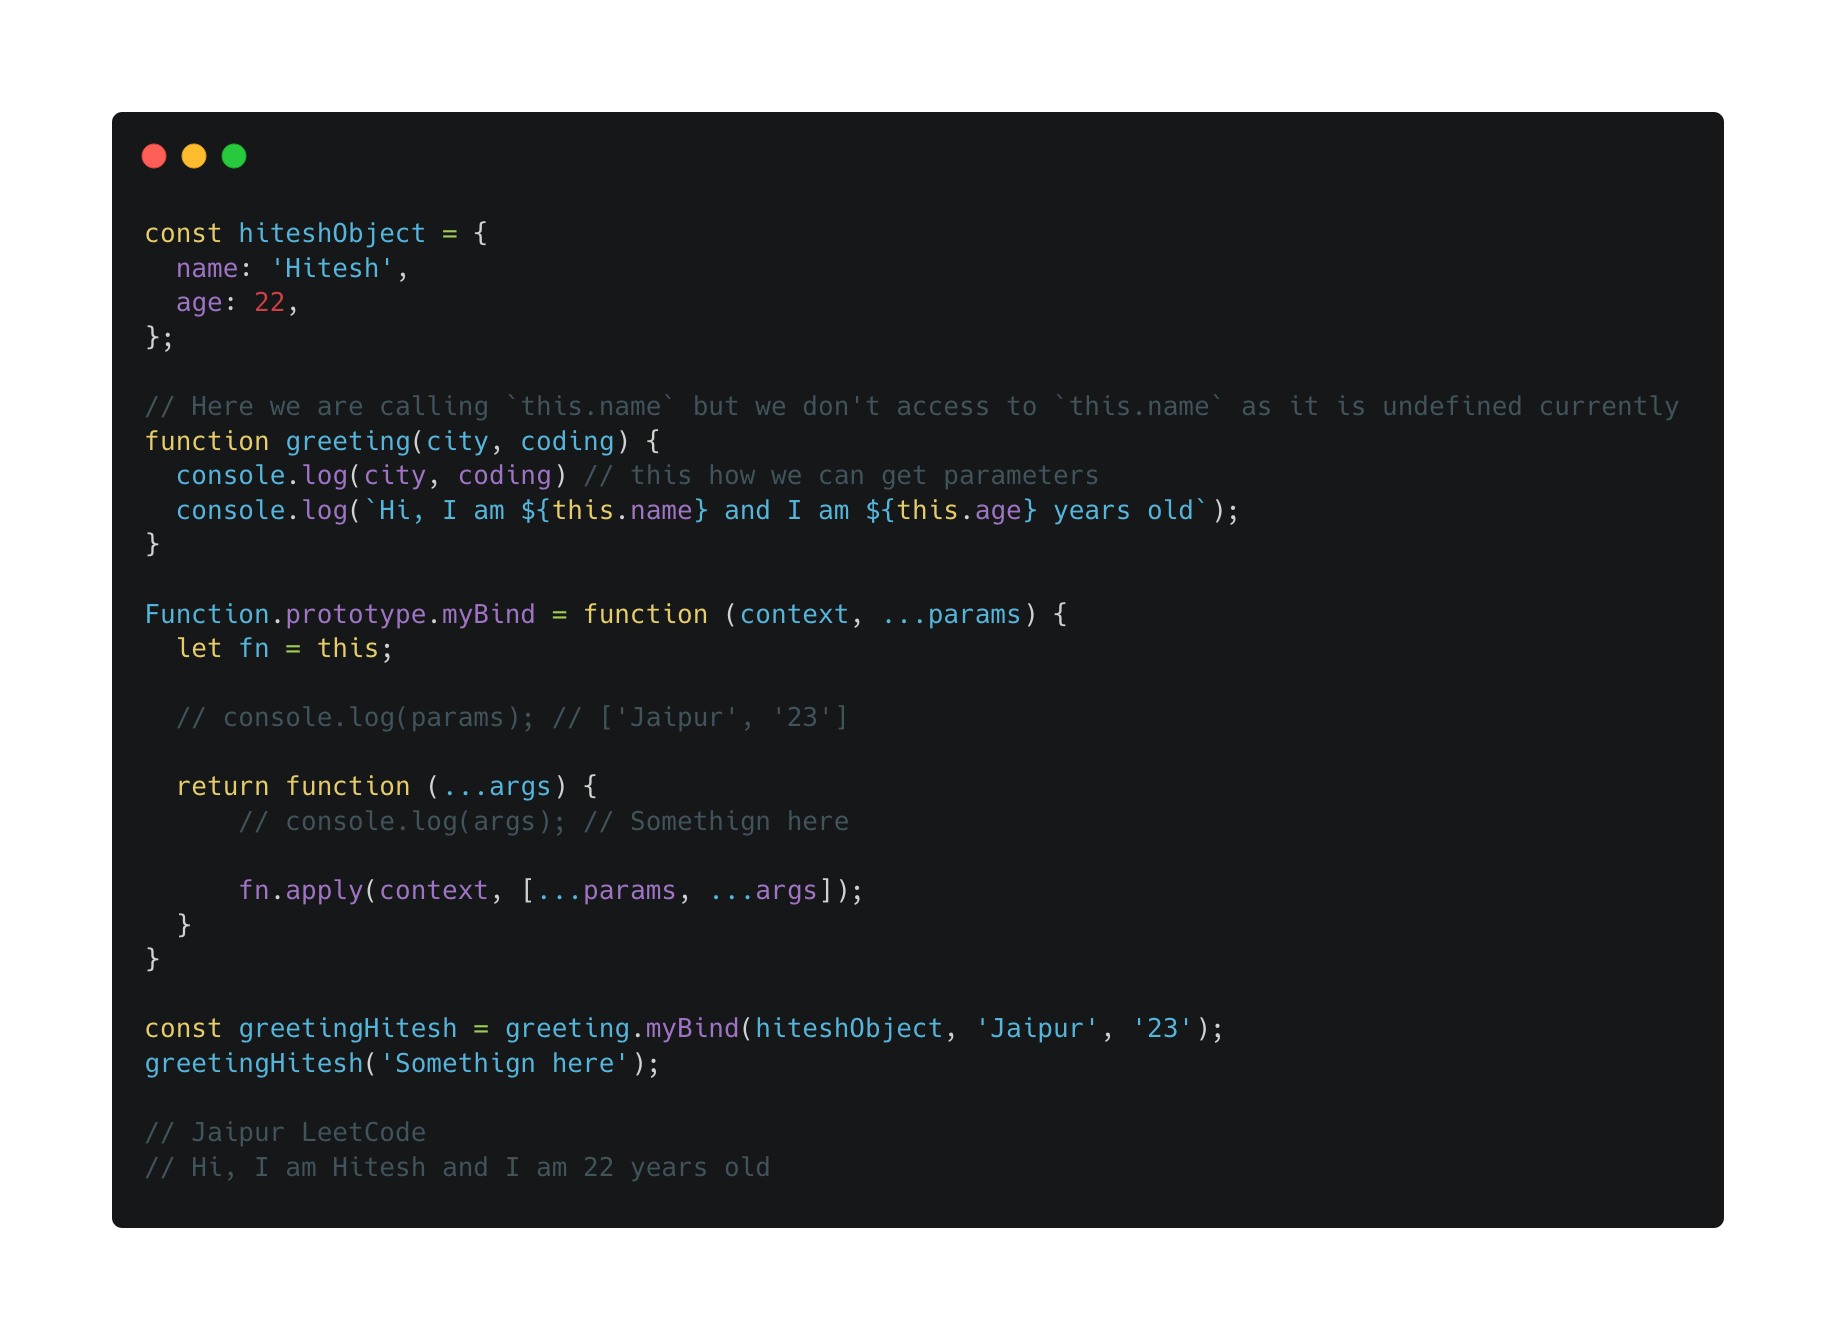 const hiteshObject = {
  name: 'Hitesh',
  age: 22,
};

// Here we are calling `this.name` but we don't access to `this.name` as it is undefined currently
function greeting(city, coding) {
  console.log(city, coding) // this how we can get parameters
  console.log(`Hi, I am ${this.name} and I am ${this.age} years old`);
}

Function.prototype.myBind = function (context, ...params) {
  let fn = this;

  // console.log(params); // ['Jaipur', '23']

  return function (...args) {
      // console.log(args); // Somethign here

      fn.apply(context, [...params, ...args]);
  }
}

const greetingHitesh = greeting.myBind(hiteshObject, 'Jaipur', '23');
greetingHitesh('Somethign here');

// Jaipur LeetCode
// Hi, I am Hitesh and I am 22 years old